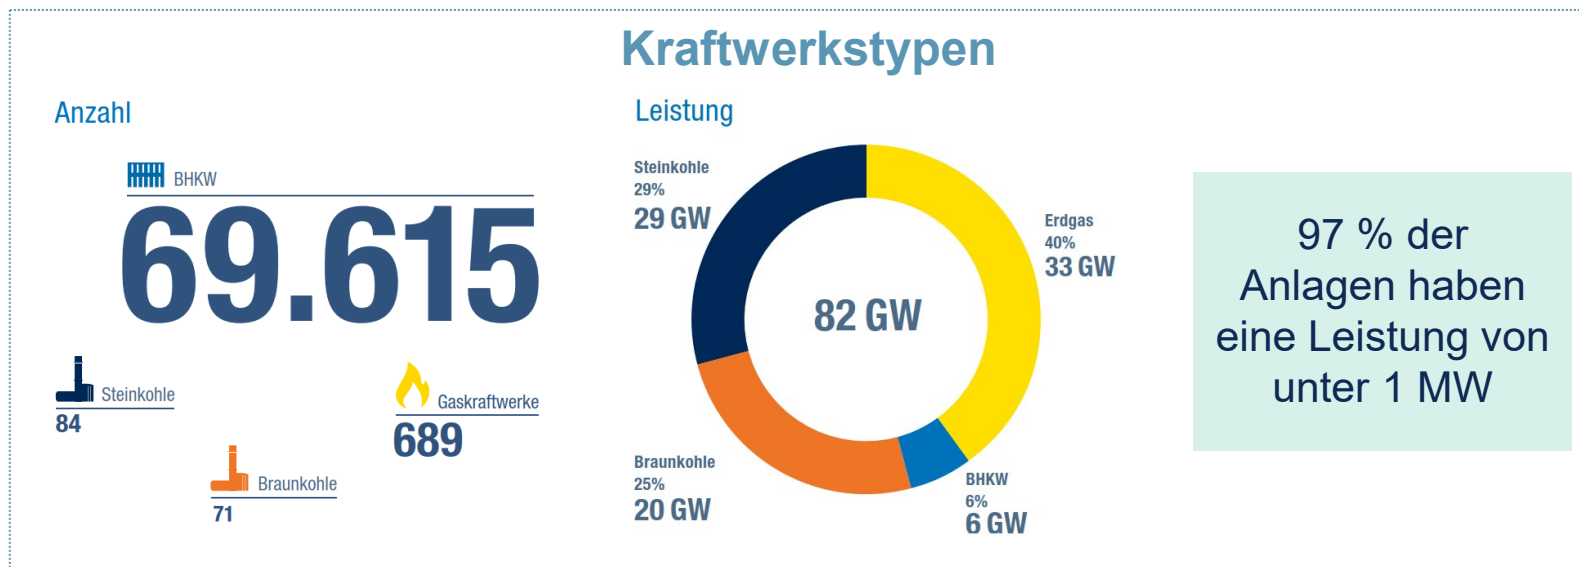 Kraftwerkstypen
Anzahl
BHKW
69.615
Steinkohle
84
Gaskraftwerke
689
Braunkohle
71
Leistung
Steinkohle
29%
29 GW
Erdgas
40%
33 GW
82 GW
Braunkohle
25%
20 GW
BHKW
6%
6 GW
97 % der
Anlagen haben
eine Leistung von
unter 1 MW